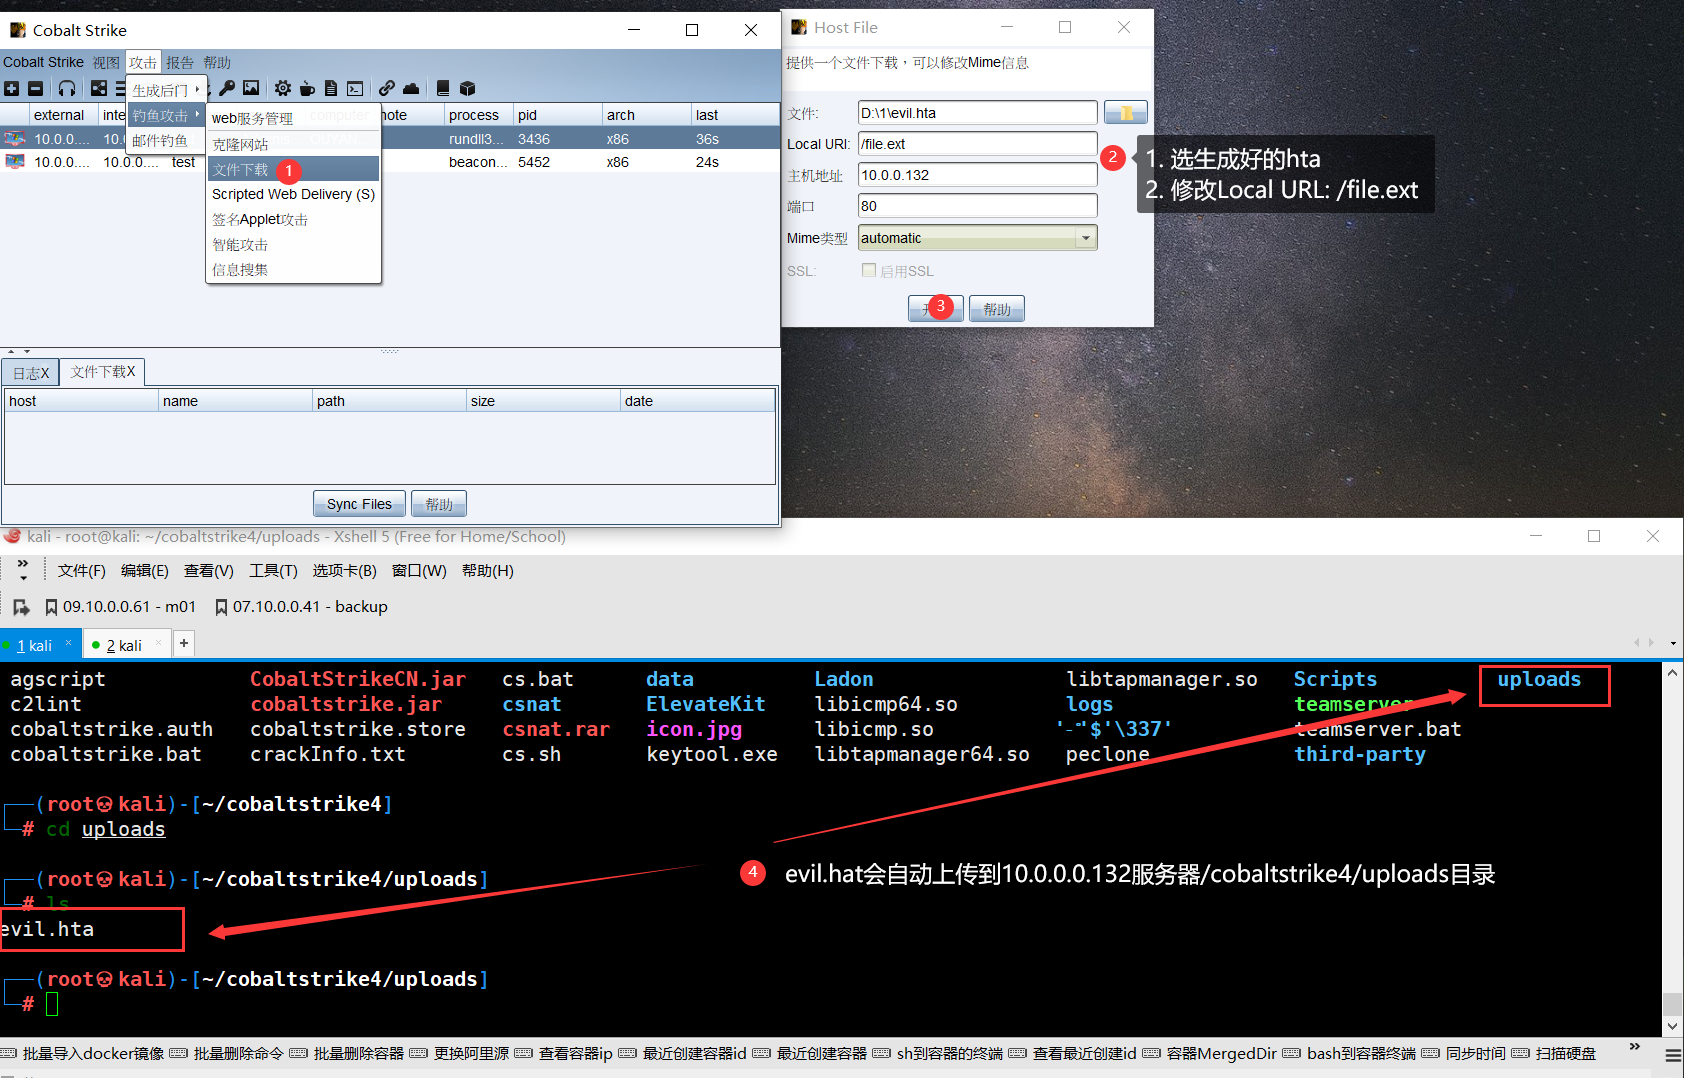 Cobalt Strike
Cobalt Strike 视图 攻击 报告 帮助
生成后门
钓鱼攻击
邮件钓鱼
web服务管理
克隆网站
文件下载 1
Scripted Web Delivery (S)
签名Applet攻击
智能攻击
信息搜集
external inte computer note process pid arch last
10.0.0.... rundll3... 3436 x86 36s
10.0.0.... 10.0.0.... test beacon... 5452 x86 24s
日志X 文件下载X
host name path size date
Sync Files 帮助
Host File
提供一个文件下载，可以修改Mime信息
文件: D:\1\evil.hta
Local URI: /file.ext
主机地址 10.0.0.132
端口 80
Mime类型 automatic
SSL: 启用SSL
3 帮助
2
1. 选生成好的hta
2. 修改Local URL: /file.ext
kali - root@kali: ~/cobaltstrike4/uploads - Xshell 5 (Free for Home/School)
文件(F) 编辑(E) 查看(V) 工具(T) 选项卡(B) 窗口(W) 帮助(H)
09.10.0.0.61 - m01 07.10.0.0.41 - backup
1 kali × 2 kali × +
agscript CobaltStrikeCN.jar cs.bat data Ladon libtapmanager.so Scripts uploads
c2lint cobaltstrike.jar csnat ElevateKit libicmp64.so logs teamserver
cobaltstrike.auth cobaltstrike.store csnat.rar icon.jpg libicmp.so '$'\337' teamserver.bat
cobaltstrike.bat crackInfo.txt cs.sh keytool.exe libtapmanager64.so peclone third-party
(root kali)-[~/cobaltstrike4]
# cd uploads
(root kali)-[~/cobaltstrike4/uploads]
# ls
evil.hta
(root kali)-[~/cobaltstrike4/uploads]
#
4 evil.hat会自动上传到10.0.0.0.132服务器/cobaltstrike4/uploads目录
批量导入docker镜像 批量删除命令 批量删除容器 更换阿里源 查看容器ip 最近创建容器id 最近创建容器 sh到容器的终端 查看最近创建id 容器MergedDir bash到容器终端 同步时间 扫描硬盘